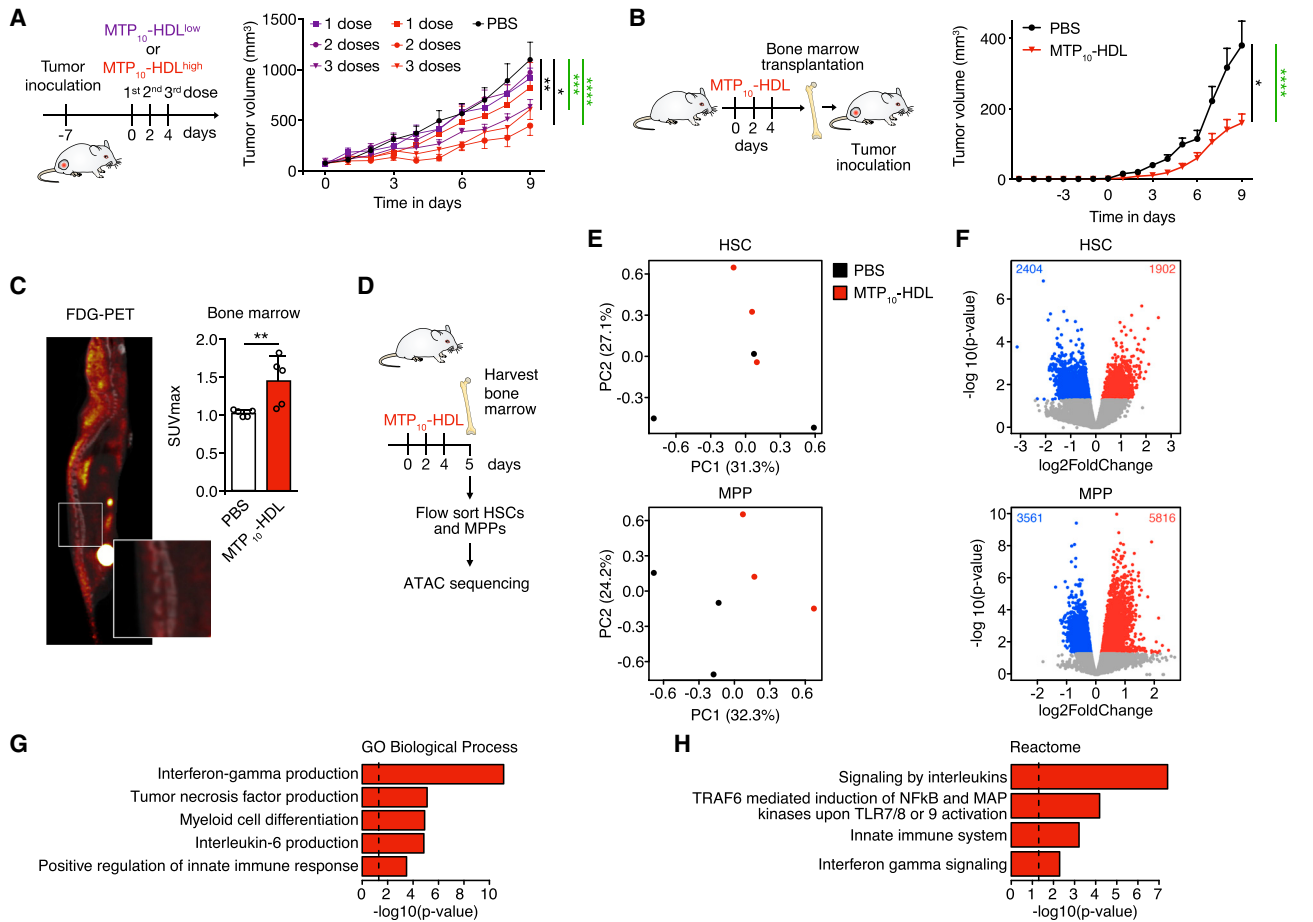 A
MTP10-HDLlow
or
MTP10-HDLhigh
Tumor
inoculation
1st 2nd 3rd dose
-7
0 2 4 days
Tumor volume (mm3)
1500
1000
500
0
1 dose
2 doses
3 doses
1 dose
2 doses
3 doses
PBS
**
*
***
****
0 3 6 9
Time in days
B
Bone marrow
transplantation
MTP10-HDL
0 2 4
days
Tumor
inoculation
Tumor volume (mm3)
400
200
0
PBS
MTP10-HDL
*
****
-3 0 3 6 9
Time in days
C
FDG-PET
Bone marrow
**
SUVmax
2.0
1.5
1.0
0.5
0.0
PBS
MTP10-HDL
D
Harvest
bone
marrow
MTP10-HDL
0 2 4 5 days
Flow sort HSCs
and MPPs
ATAC sequencing
E
HSC
PBS
MTP10-HDL
PC2 (27.1%)
0.6
0.3
0.0
-0.3
-0.6 -0.3 0.0 0.3 0.6
PC1 (31.3%)
MPP
PC2 (24.2%)
0.6
0.3
0.0
-0.3
-0.6
-0.6 -0.3 0.0 0.3 0.6
PC1 (32.3%)
F
HSC
2404
1902
-log 10(p-value)
6
4
2
0
-3 -2 -1 0 1 2 3
log2FoldChange
MPP
3561
5816
-log 10(p-value)
10
8
6
4
2
0
-2 -1 0 1 2
log2FoldChange
G
GO Biological Process
Interferon-gamma production
Tumor necrosis factor production
Myeloid cell differentiation
Interleukin-6 production
Positive regulation of innate immune response
0 2 4 6 8 10
-log10(p-value)
H
Reactome
Signaling by interleukins
TRAF6 mediated induction of NFkB and MAP
kinases upon TLR7/8 or 9 activation
Innate immune system
Interferon gamma signaling
0 1 2 3 4 5 6 7
-log10(p-value)